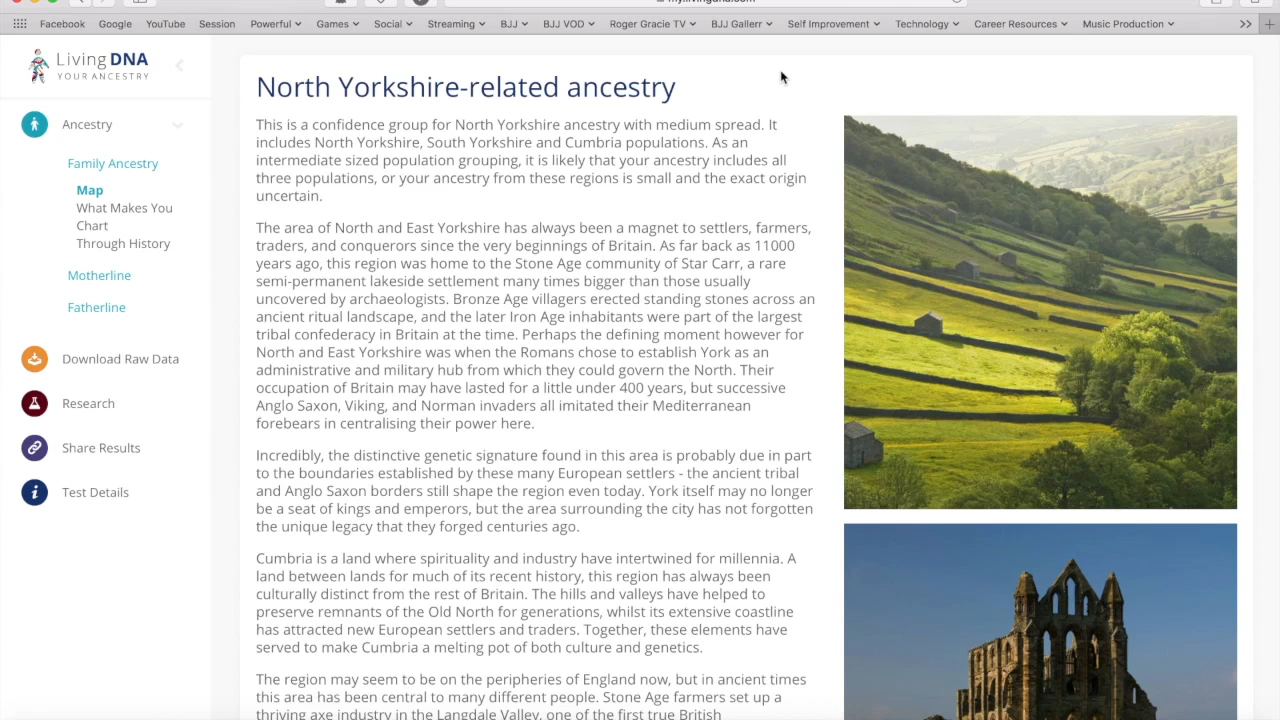 my.livingdna.com
Facebook Google YouTube Session Powerful Games Social Streaming BJJ BJJ VOD Roger Gracie TV BJJ Gallerr Self Improvement Technology Career Resources Music Production
Living DNA
YOUR ANCESTRY
Ancestry
Family Ancestry
Map
What Makes You
Chart
Through History
Motherline
Fatherline
Download Raw Data
Research
Share Results
Test Details
North Yorkshire-related ancestry
This is a confidence group for North Yorkshire ancestry with medium spread. It
includes North Yorkshire, South Yorkshire and Cumbria populations. As an
intermediate sized population grouping, it is likely that your ancestry includes all
three populations, or your ancestry from these regions is small and the exact origin
uncertain.
The area of North and East Yorkshire has always been a magnet to settlers, farmers,
traders, and conquerors since the very beginnings of Britain. As far back as 11000
years ago, this region was home to the Stone Age community of Star Carr, a rare
semi-permanent lakeside settlement many times bigger than those usually
uncovered by archaeologists. Bronze Age villagers erected standing stones across an
ancient ritual landscape, and the later Iron Age inhabitants were part of the largest
tribal confederacy in Britain at the time. Perhaps the defining moment however for
North and East Yorkshire was when the Romans chose to establish York as an
administrative and military hub from which they could govern the North. Their
occupation of Britain may have lasted for a little under 400 years, but successive
Anglo Saxon, Viking, and Norman invaders all imitated their Mediterranean
forebears in centralising their power here.
Incredibly, the distinctive genetic signature found in this area is probably due in part
to the boundaries established by these many European settlers - the ancient tribal
and Anglo Saxon borders still shape the region even today. York itself may no longer
be a seat of kings and emperors, but the area surrounding the city has not forgotten
the unique legacy that they forged centuries ago.
Cumbria is a land where spirituality and industry have intertwined for millennia. A
land between lands for much of its recent history, this region has always been
culturally distinct from the rest of Britain. The hills and valleys have helped to
preserve remnants of the Old North for generations, whilst its extensive coastline
has attracted new European settlers and traders. Together, these elements have
served to make Cumbria a melting pot of both culture and genetics.
The region may seem to be on the peripheries of England now, but in ancient times
this area has been central to many different people. Stone Age farmers set up a
thriving axe industry in the Langdale Valley, one of the first true British